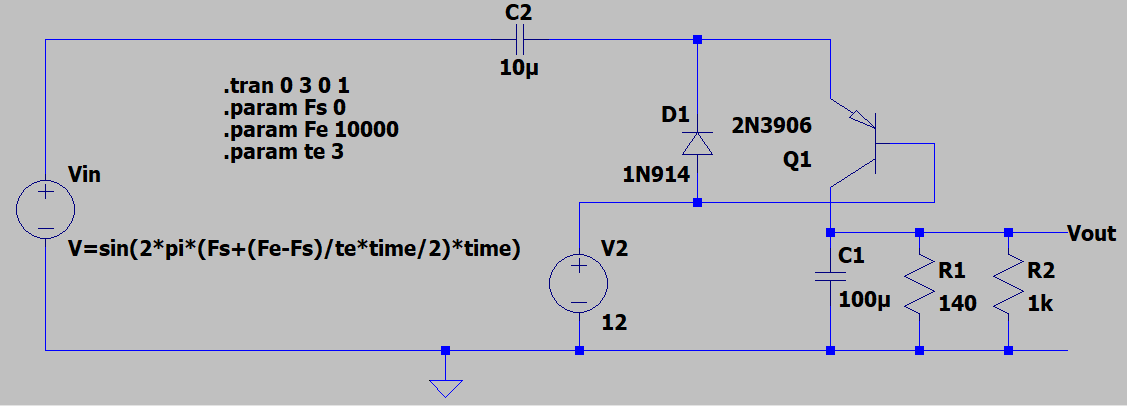 C2
10µ
.tran 0 3 0 1
.param Fs 0
.param Fe 10000
.param te 3
D1
1N914
2N3906
Q1
Vin
V=sin(2*pi*(Fs+(Fe-Fs)/te*time/2)*time)
V2
12
Vout
C1
100µ
R1
140
R2
1k